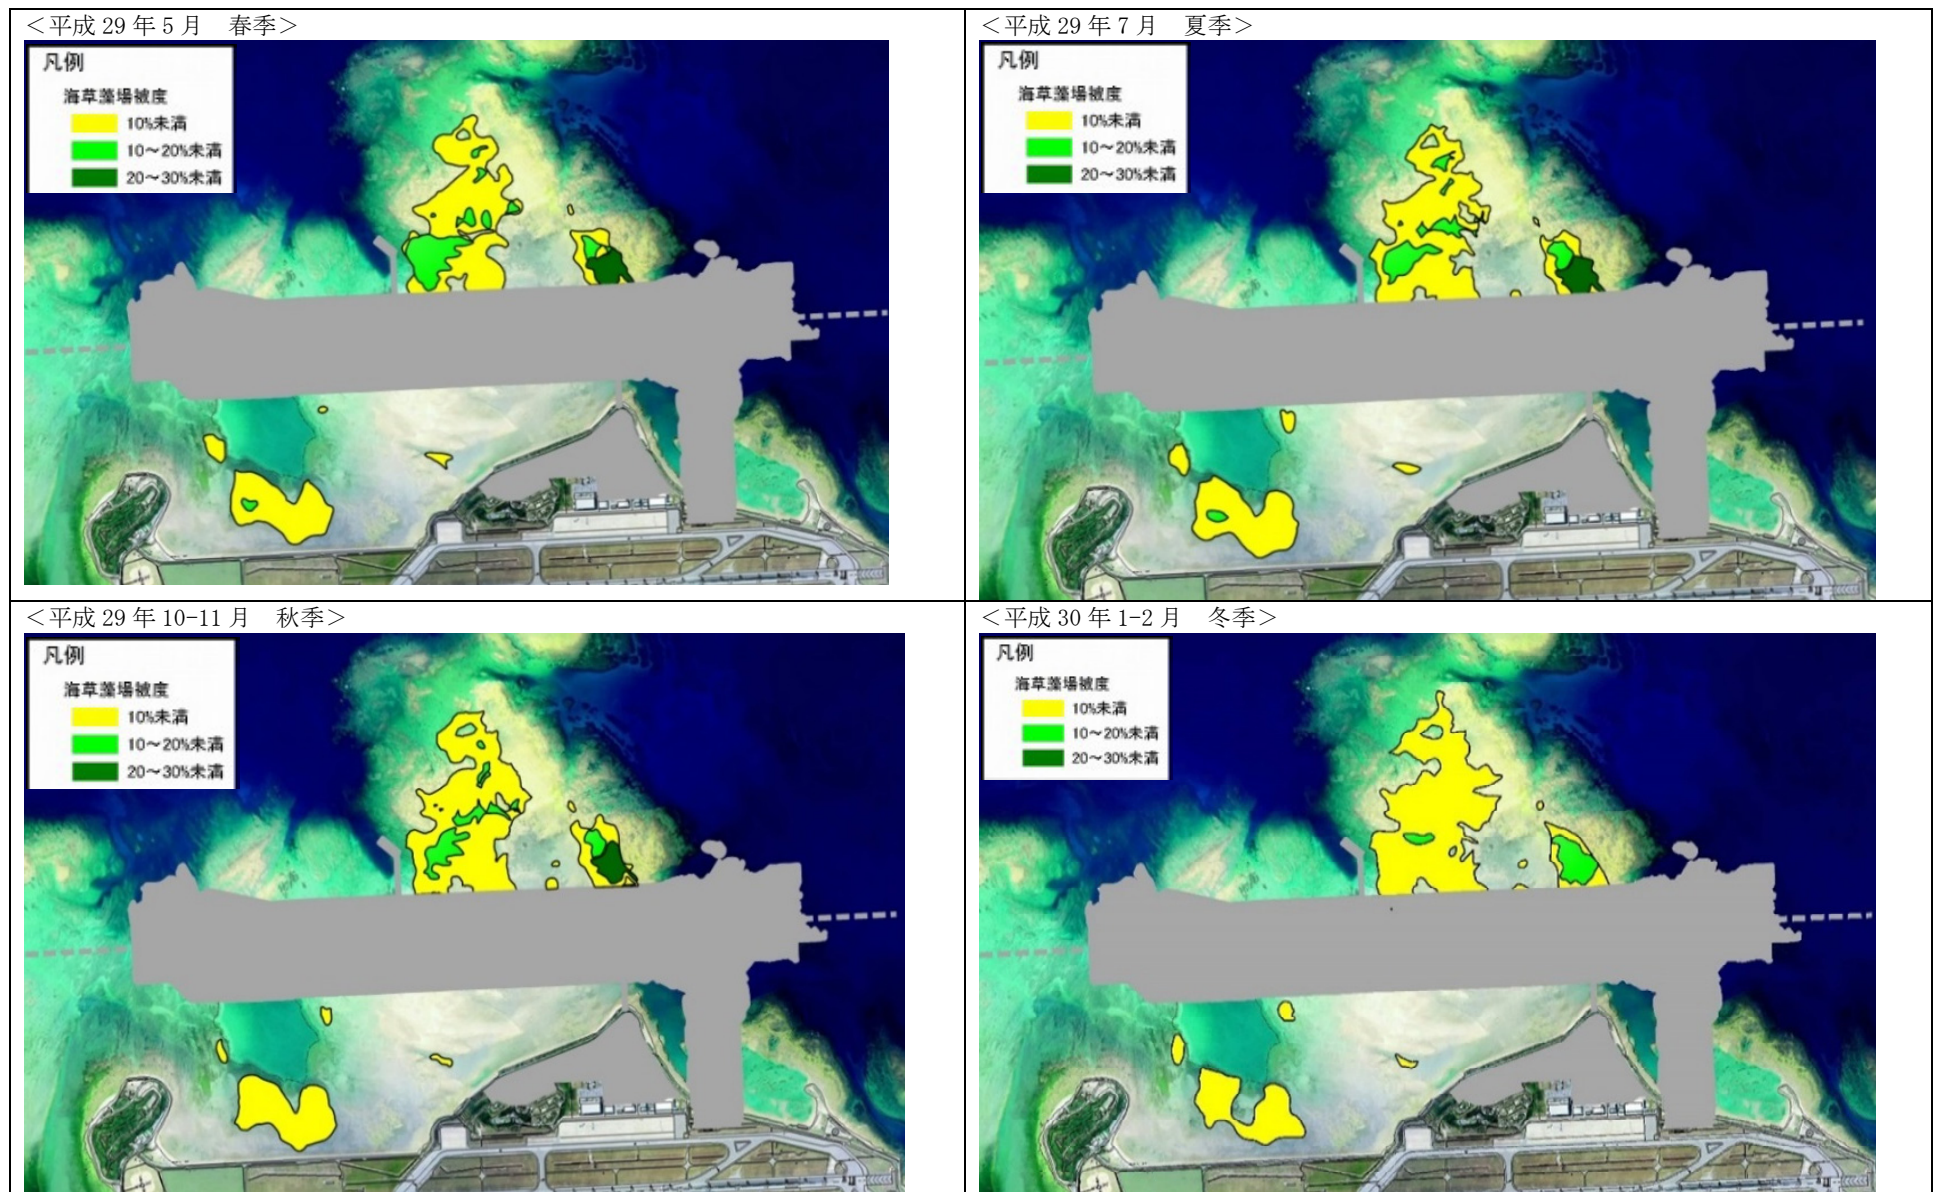 ＜平成 29 年 5 月　春季＞
凡例
海草藻場被度
10%未満
10～20%未満
20～30%未満
＜平成 29 年 7 月　夏季＞
凡例
海草藻場被度
10%未満
10～20%未満
20～30%未満
＜平成 29 年 10-11 月　秋季＞
凡例
海草藻場被度
10%未満
10～20%未満
20～30%未満
＜平成 30 年 1-2 月　冬季＞
凡例
海草藻場被度
10%未満
10～20%未満
20～30%未満